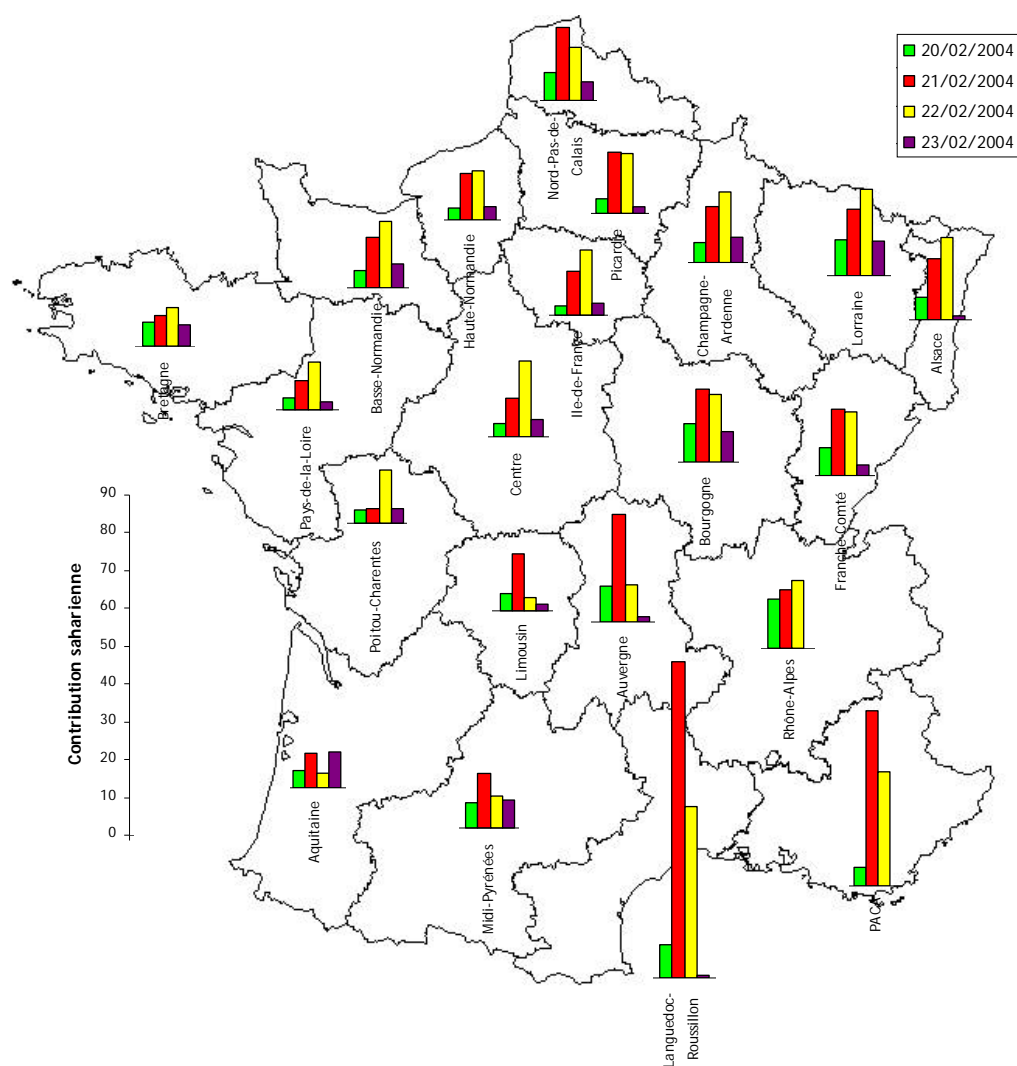 20/02/2004
21/02/2004
22/02/2004
23/02/2004
Nord-Pas-de-
Calais
Picardie
Haute-Normandie
Basse-Normandie
Ile-de-France
Champagne-
Ardenne
Lorraine
Alsace
Bretagne
Pays-de-la-Loire
Centre
Bourgogne
Franche-Comté
Poitou-Charentes
Limousin
Auvergne
Rhône-Alpes
Aquitaine
Midi-Pyrénées
Languedoc-
Roussillon
PACA
Contribution saharienne
90
80
70
60
50
40
30
20
10
0